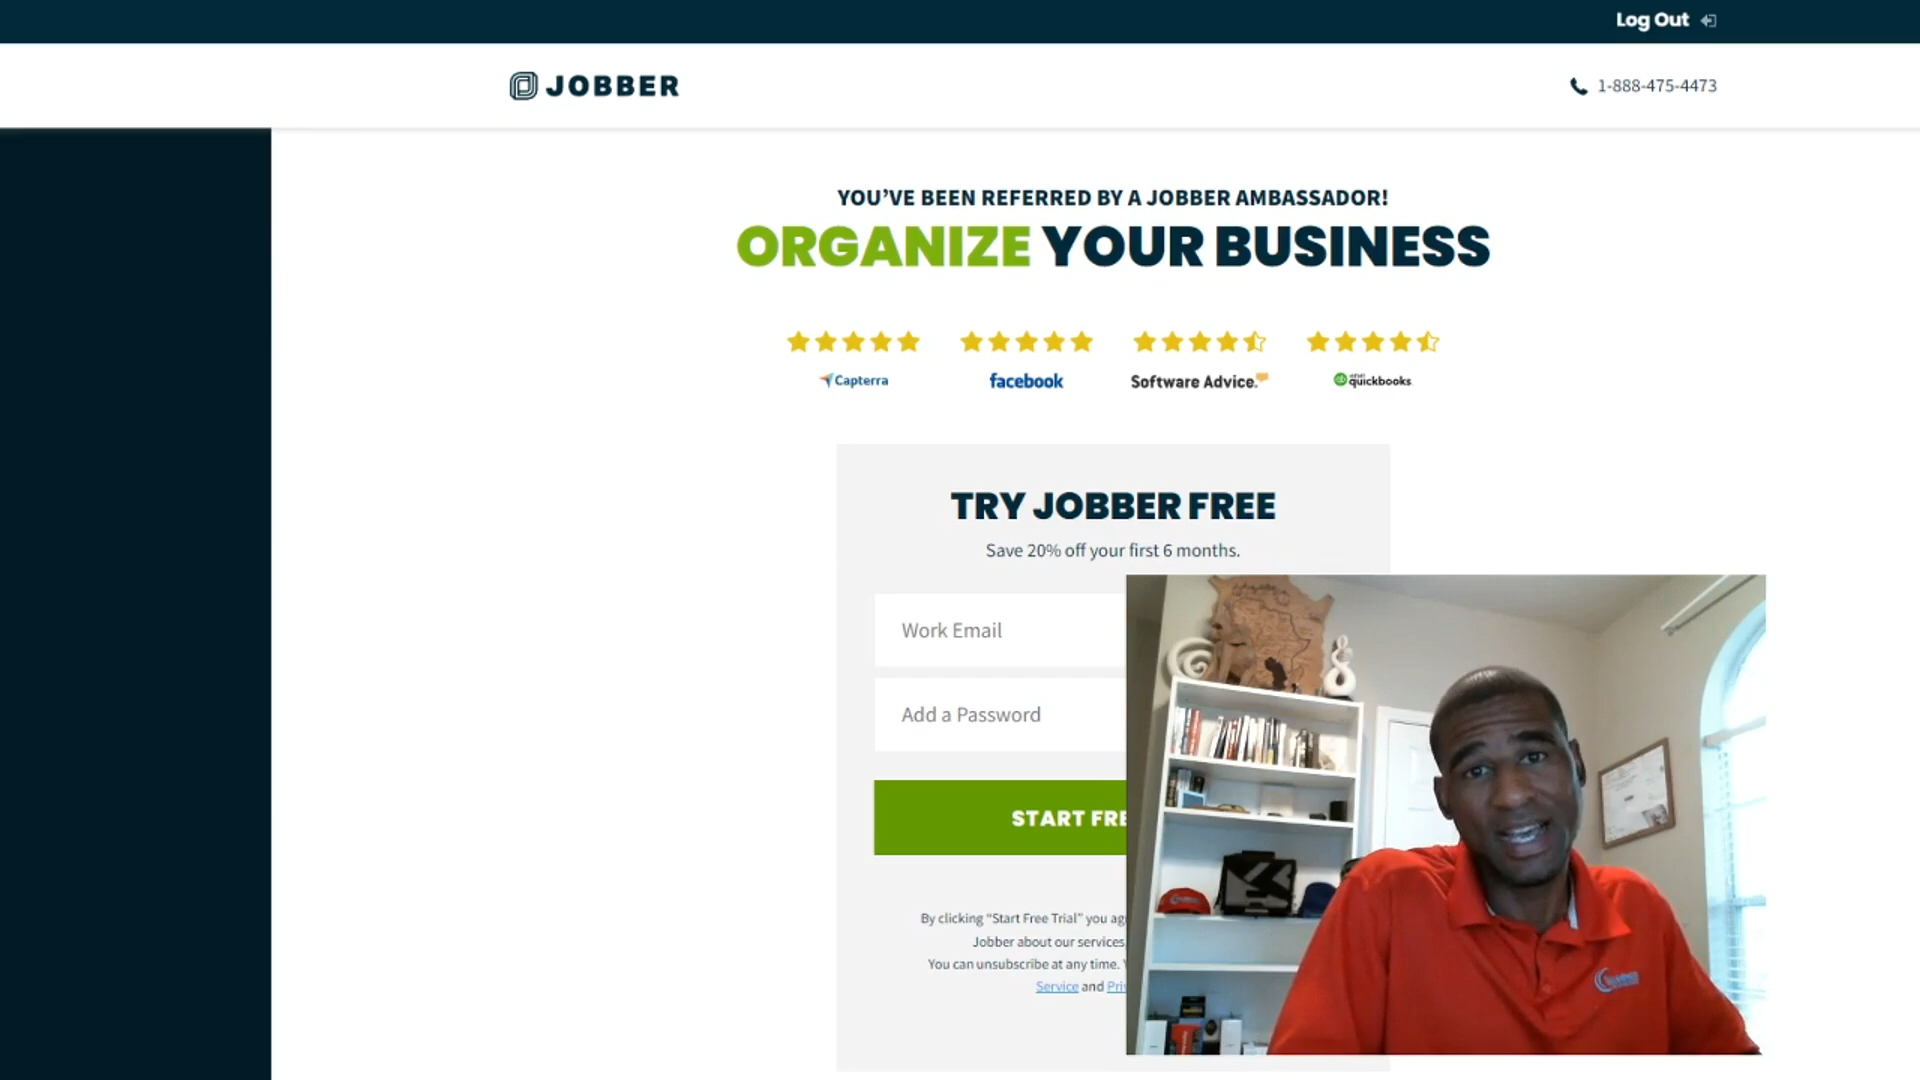 Log Out
JOBBER
1-888-475-4473
YOU'VE BEEN REFERRED BY A JOBBER AMBASSADOR!
ORGANIZE YOUR BUSINESS
Capterra
facebook
Software Advice.
quickbooks
TRY JOBBER FREE
Save 20% off your first 6 months.
Work Email
Add a Password
START FRE
By clicking “Start Free Trial” you ag
Jobber about our services
You can unsubscribe at any time.
Service and Pri